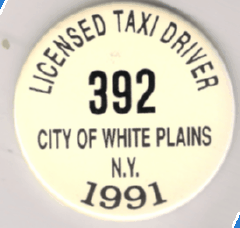 LICENSED TAXI DRIVER
392
CITY OF WHITE PLAINS
N.Y.
1991